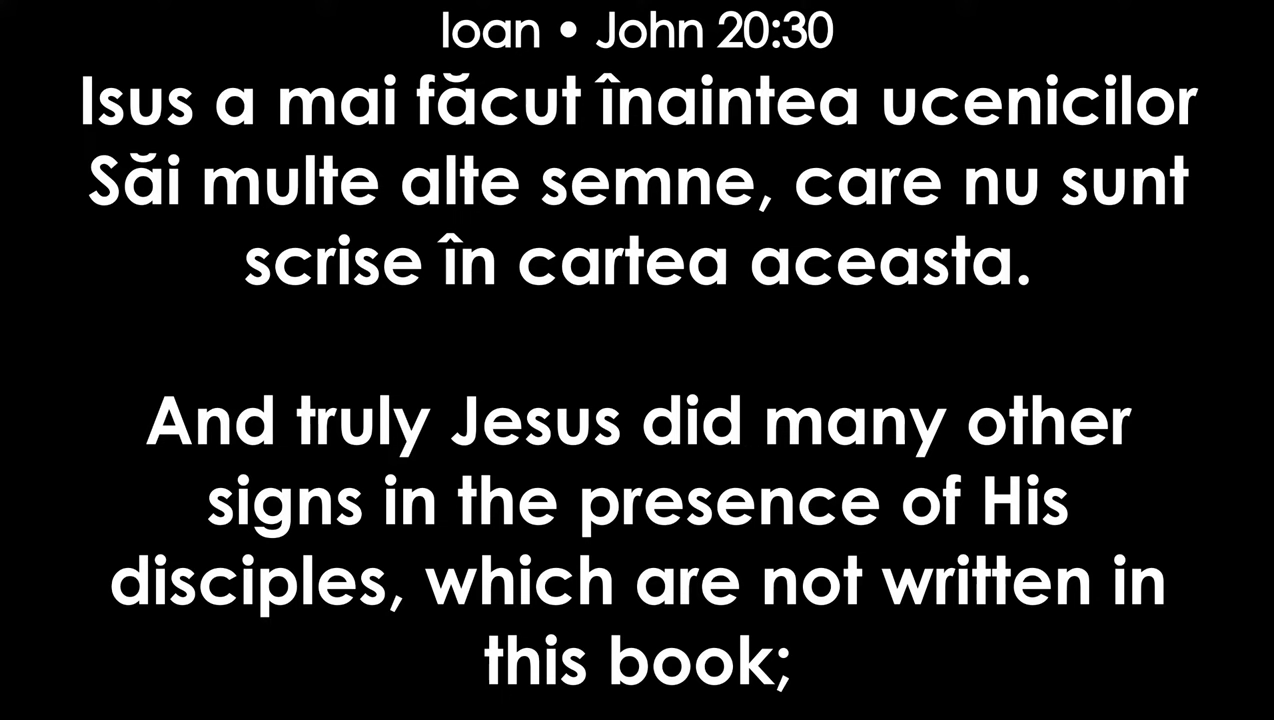 Ioan • John 20:30
Isus a mai făcut înaintea ucenicilor
Săi multe alte semne, care nu sunt
scrise în cartea aceasta.
And truly Jesus did many other
signs in the presence of His
disciples, which are not written in
this book;